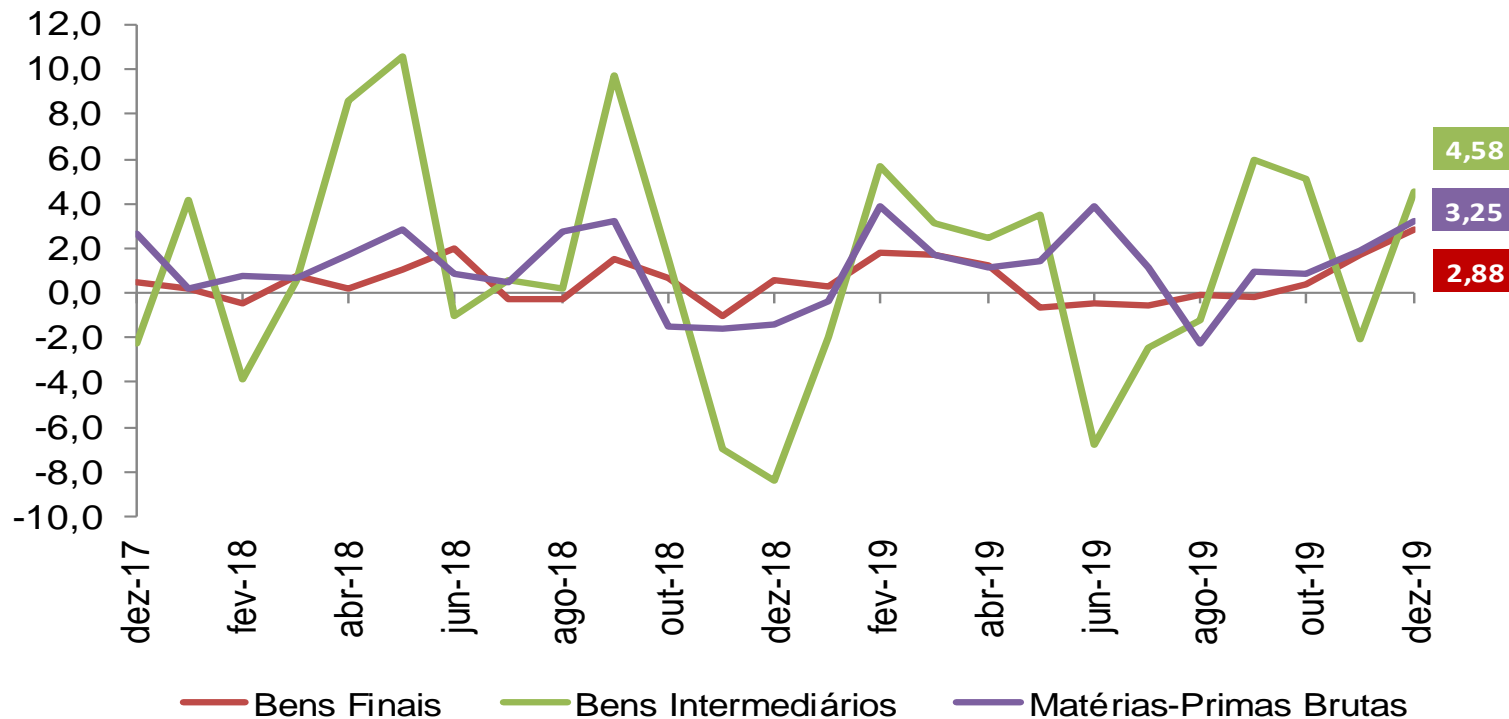 12,0
10,0
8,0
6,0
4,0
2,0
0,0
-2,0
-4,0
-6,0
-8,0
-10,0
4,58
3,25
2,88
dez-17
fev-18
abr-18
jun-18
ago-18
out-18
dez-18
fev-19
abr-19
jun-19
ago-19
out-19
dez-19
Bens Finais
Bens Intermediários
Matérias-Primas Brutas